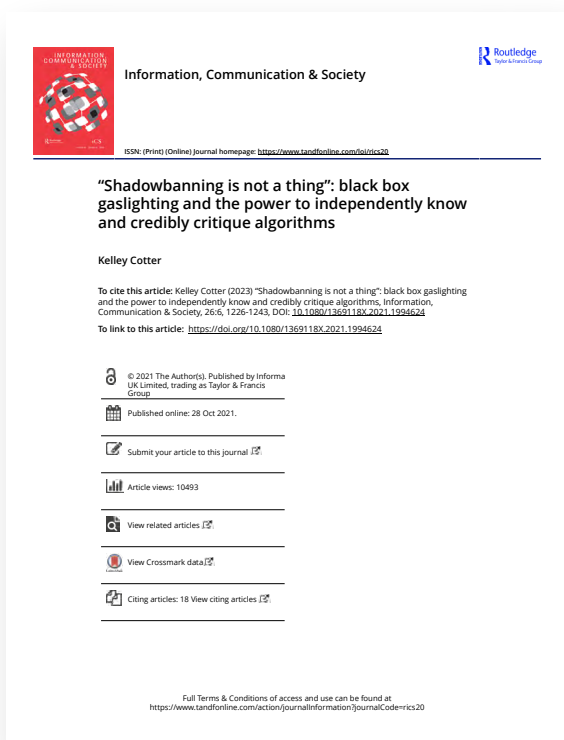 INFORMATION,
COMMUNICATION
& SOCIETY
Routledge
Taylor & Francis Group
Information, Communication & Society
ISSN: (Print) (Online) Journal homepage: https://www.tandfonline.com/loi/rics20
“Shadowbanning is not a thing”: black box
gaslighting and the power to independently know
and credibly critique algorithms
Kelley Cotter
To cite this article: Kelley Cotter (2023) “Shadowbanning is not a thing”: black box gaslighting
and the power to independently know and credibly critique algorithms, Information,
Communication & Society, 26:6, 1226-1243, DOI: 10.1080/1369118X.2021.1994624
To link to this article: https://doi.org/10.1080/1369118X.2021.1994624
© 2021 The Author(s). Published by Informa
UK Limited, trading as Taylor & Francis
Group
Published online: 28 Oct 2021.
Submit your article to this journal
Article views: 10493
View related articles
View Crossmark data
Citing articles: 18 View citing articles
Full Terms & Conditions of access and use can be found at
https://www.tandfonline.com/action/journalInformation?journalCode=rics20